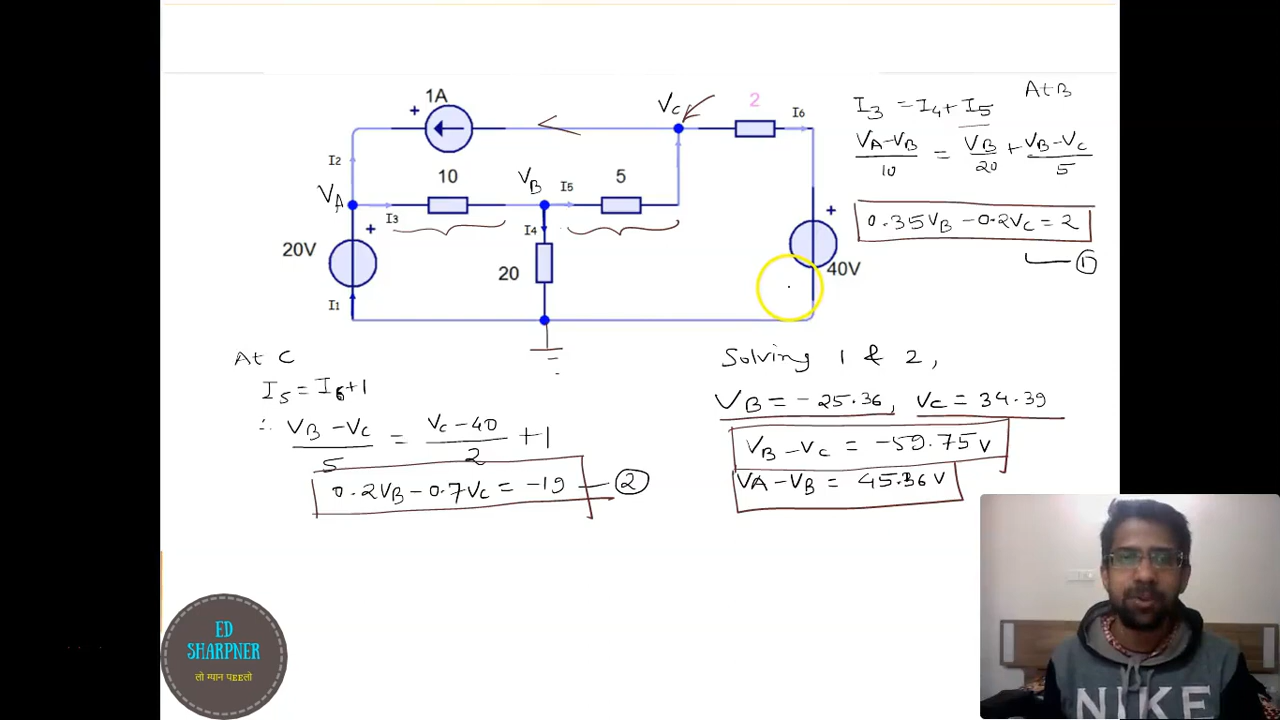 1A
+
Vc
2
I6
I2
VA
10
VB
I5
5
I3
+
20V
I4
20
I1
+
40V
At B
I3 = I4 + I5
VA-VB/10 = VB/20 + VB-VC/5
0.35VB - 0.2VC = 2
1
At C
I5 = I6 + 1
∴ VB - VC/5 = VC - 40/2 + 1
0.2VB - 0.7VC = -19 — 2
Solving 1 & 2,
VB = -25.36, VC = 34.39
VB - VC = -59.75 V
VA - VB = 45.36 V
ED
SHARPNER
लो ग्यान पEEलो
NIKE